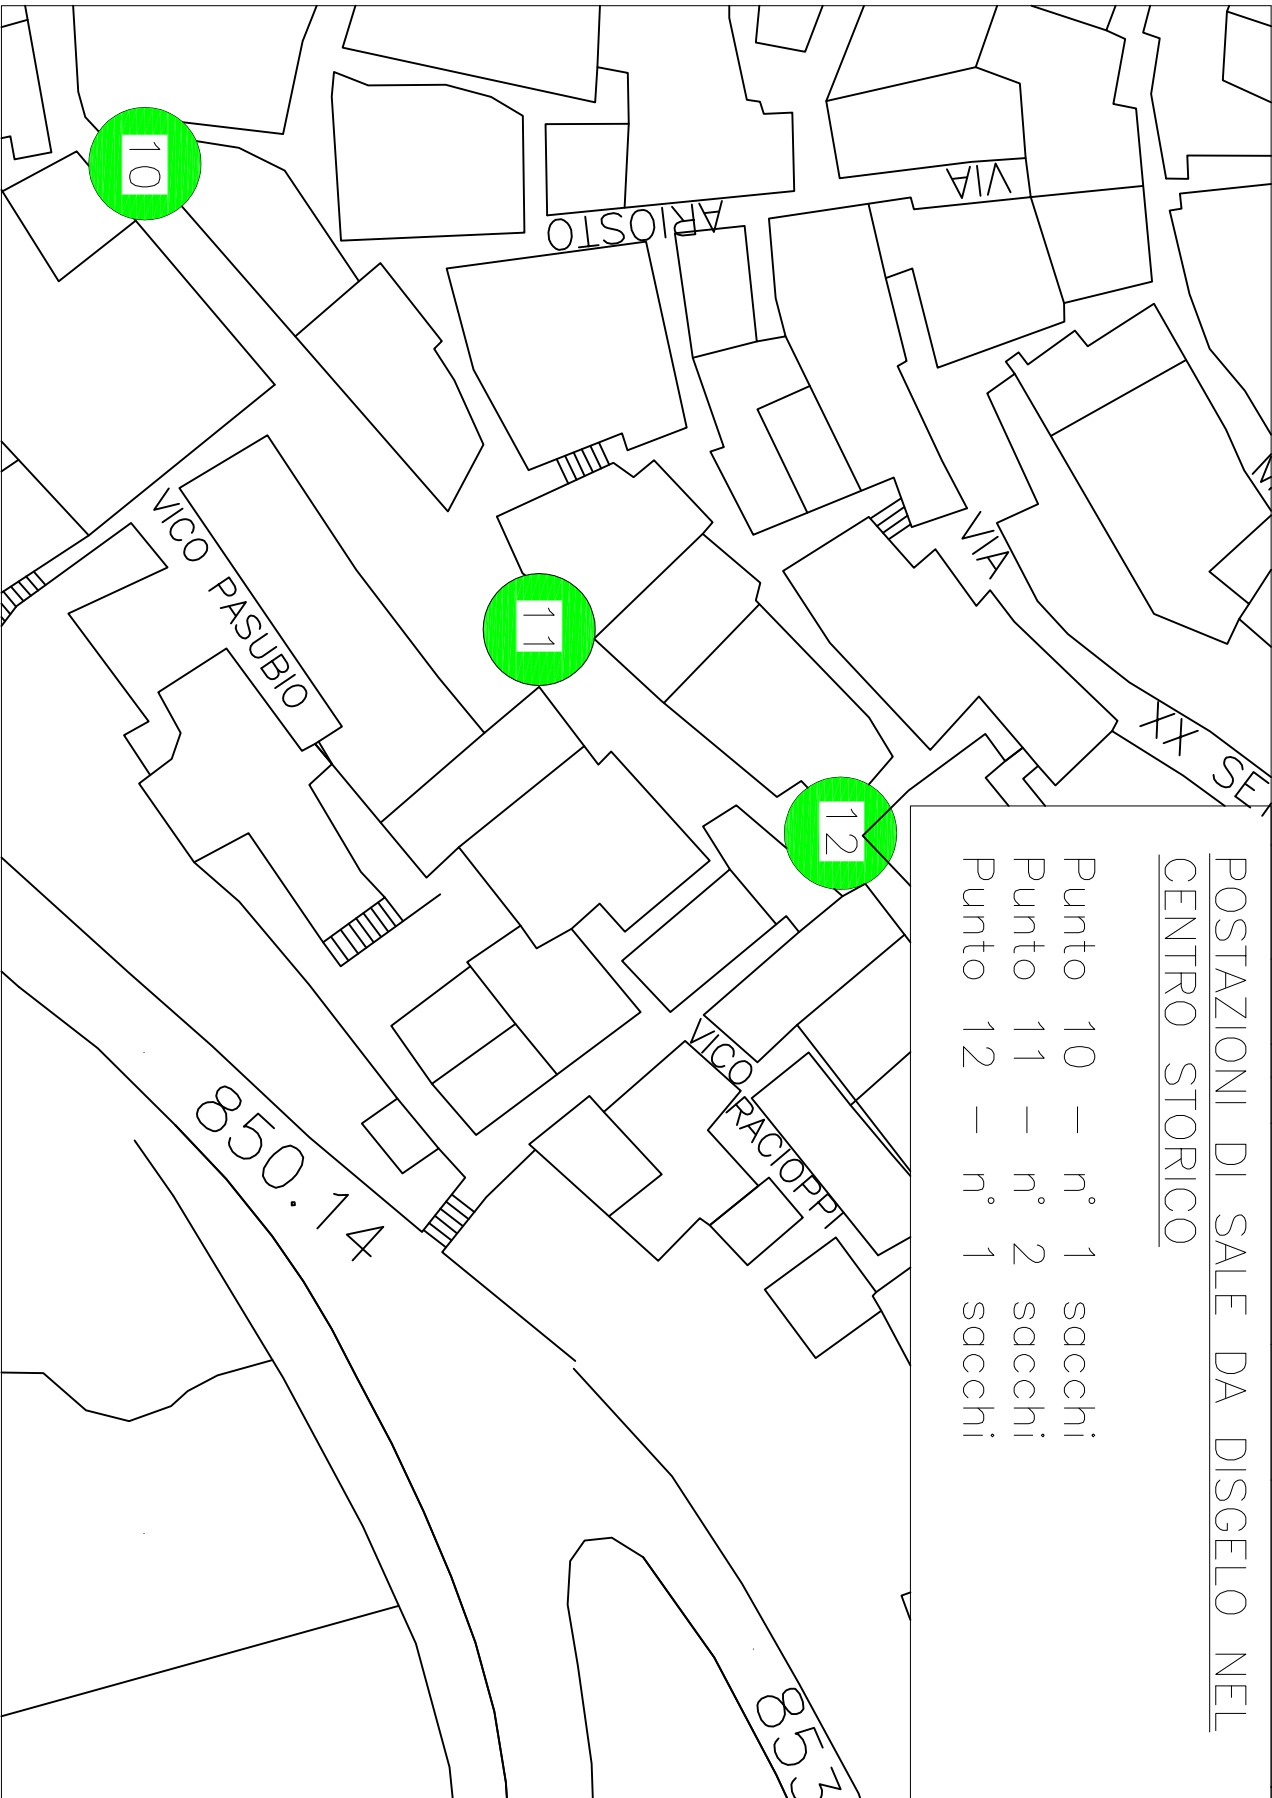 POSTAZIONI DI SALE DA DISGELO NEL
CENTRO STORICO
Punto 10 – n° 1 sacchi
Punto 11 – n° 2 sacchi
Punto 12 – n° 1 sacchi
10
11
12
VIA
ARIOSTO
VIA
XX SE
VICO PASUBIO
VICO RACIOPPI
850.14
853